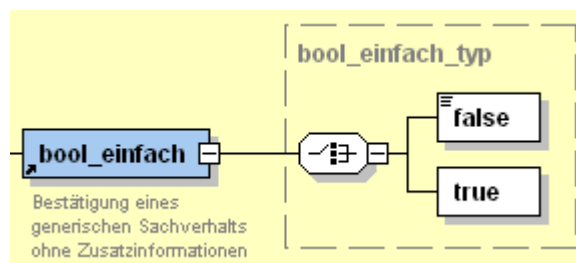 bool_einfach_typ
false
bool_einfach
true
Bestätigung eines
generischen Sachverhalts
ohne Zusatzinformationen